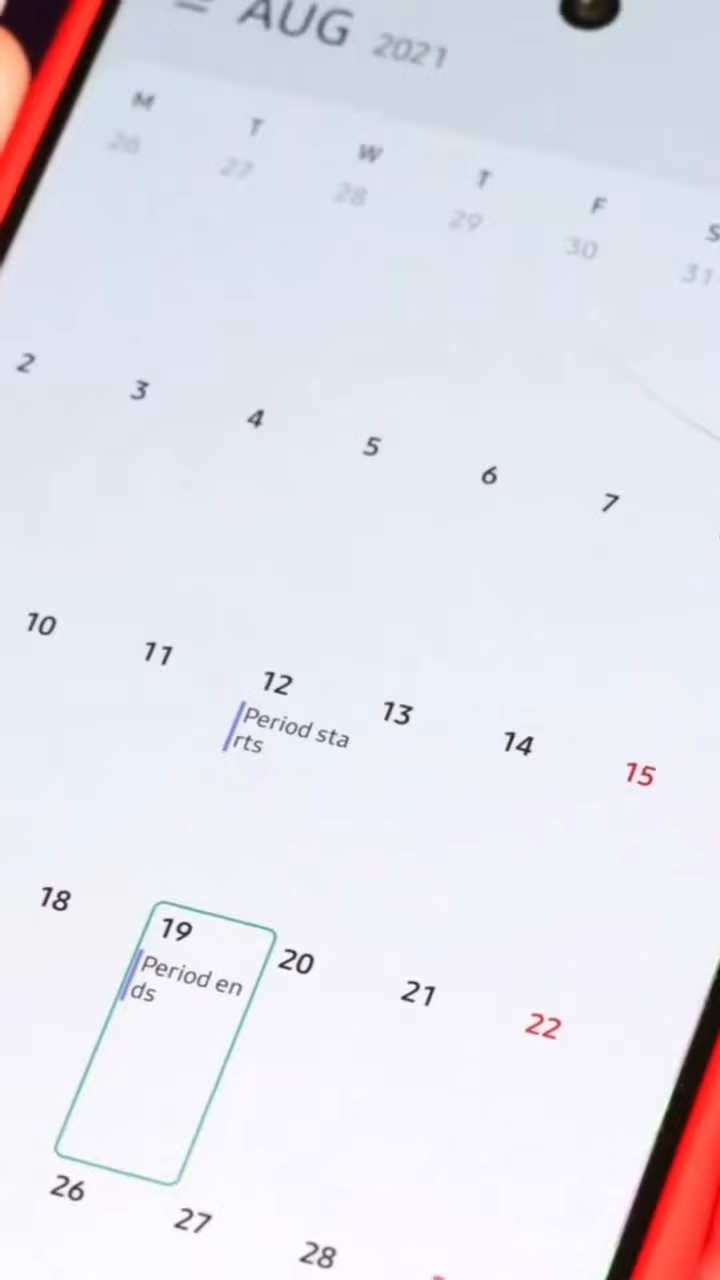 AUG 2021
M T W T F S
26 27 28 29 30 31
2 3 4 5 6 7
10 11 12 13 14 15
Period sta
rts
18 19 20 21 22
Period en
ds
26 27 28